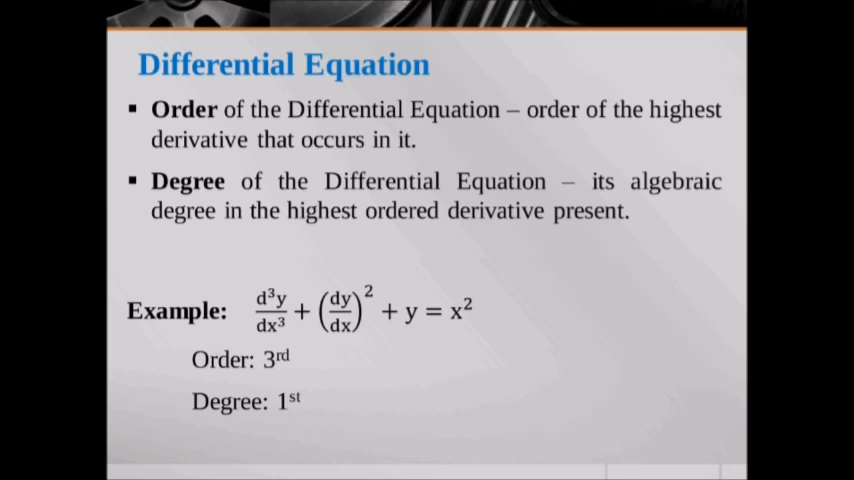 Differential Equation
▪ Order of the Differential Equation – order of the highest
derivative that occurs in it.
▪ Degree of the Differential Equation – its algebraic
degree in the highest ordered derivative present.
Example: d³y/dx³ + (dy/dx)² + y = x²
Order: 3rd
Degree: 1st